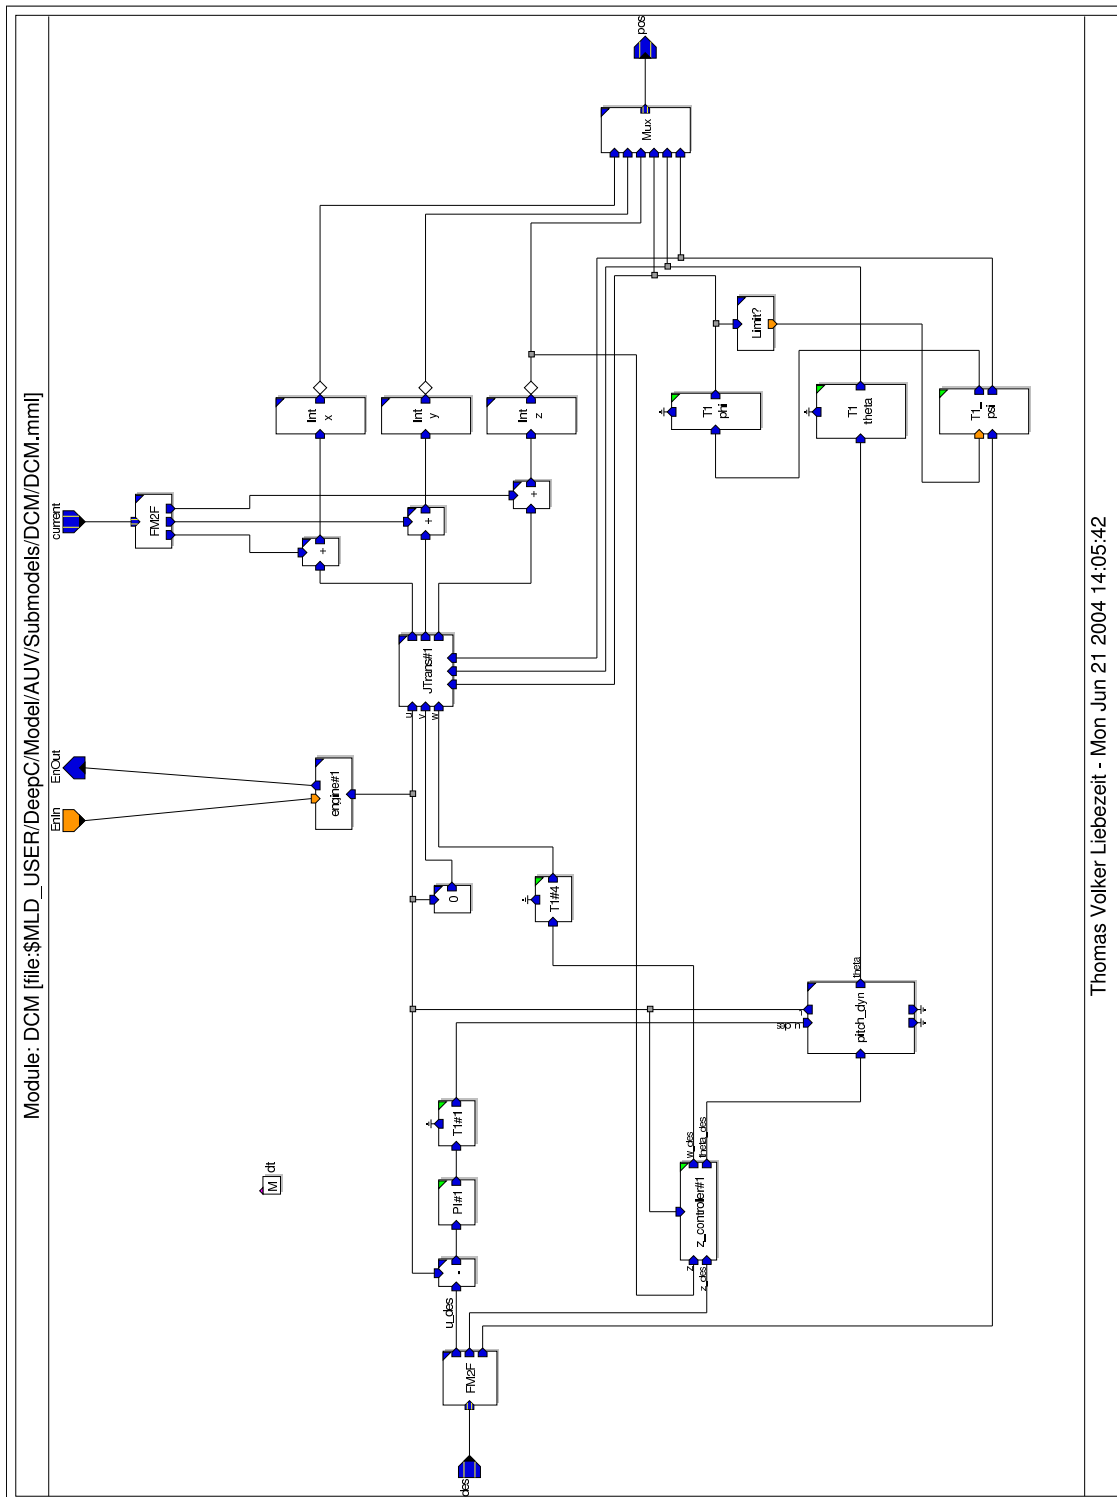 Module: DCM [file:$MLD_USER/DeepC/Model/AUV/Submodels/DCM/DCM.mml]
EnIn
EnOut
current
FM2F
engine#1
M
dt
+
+
+
Int
x
Int
y
Int
z
JTrans#1
u
v
w
0
T1#4
des
FM2F
u_des
-
PI#1
T1#1
z
z_des
z_controller#1
w_des
theta_des
pitch_dyn
theta
T1
phi
T1
theta
T1_
psi
Limit?
Mux
pos
Thomas Volker Liebezeit - Mon Jun 21 2004 14:05:42